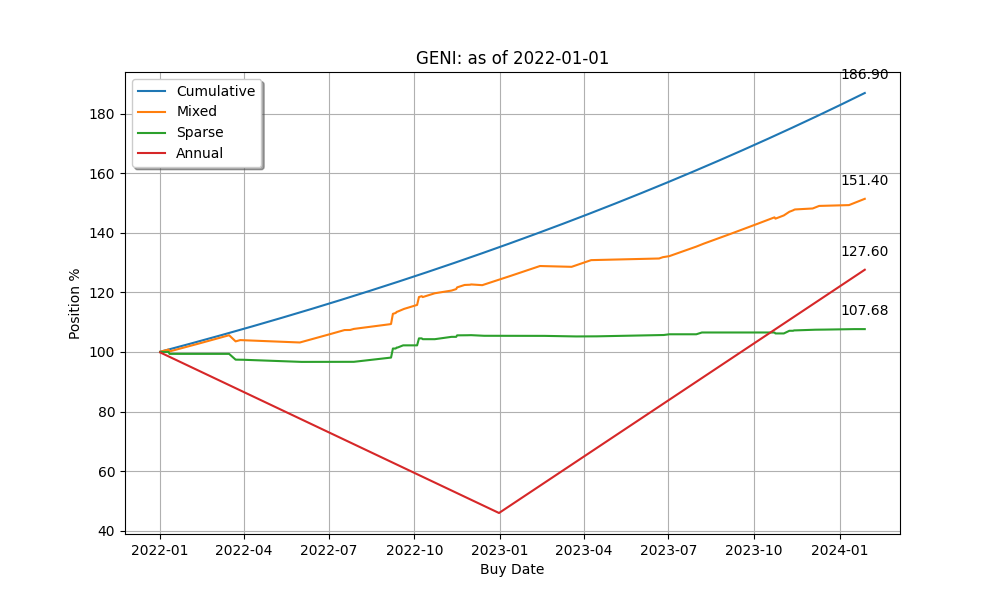 GENI: as of 2022-01-01
Cumulative
Mixed
Sparse
Annual
186.90
151.40
127.60
107.68
Position %
180
160
140
120
100
80
60
40
2022-01 2022-04 2022-07 2022-10 2023-01 2023-04 2023-07 2023-10 2024-01
Buy Date